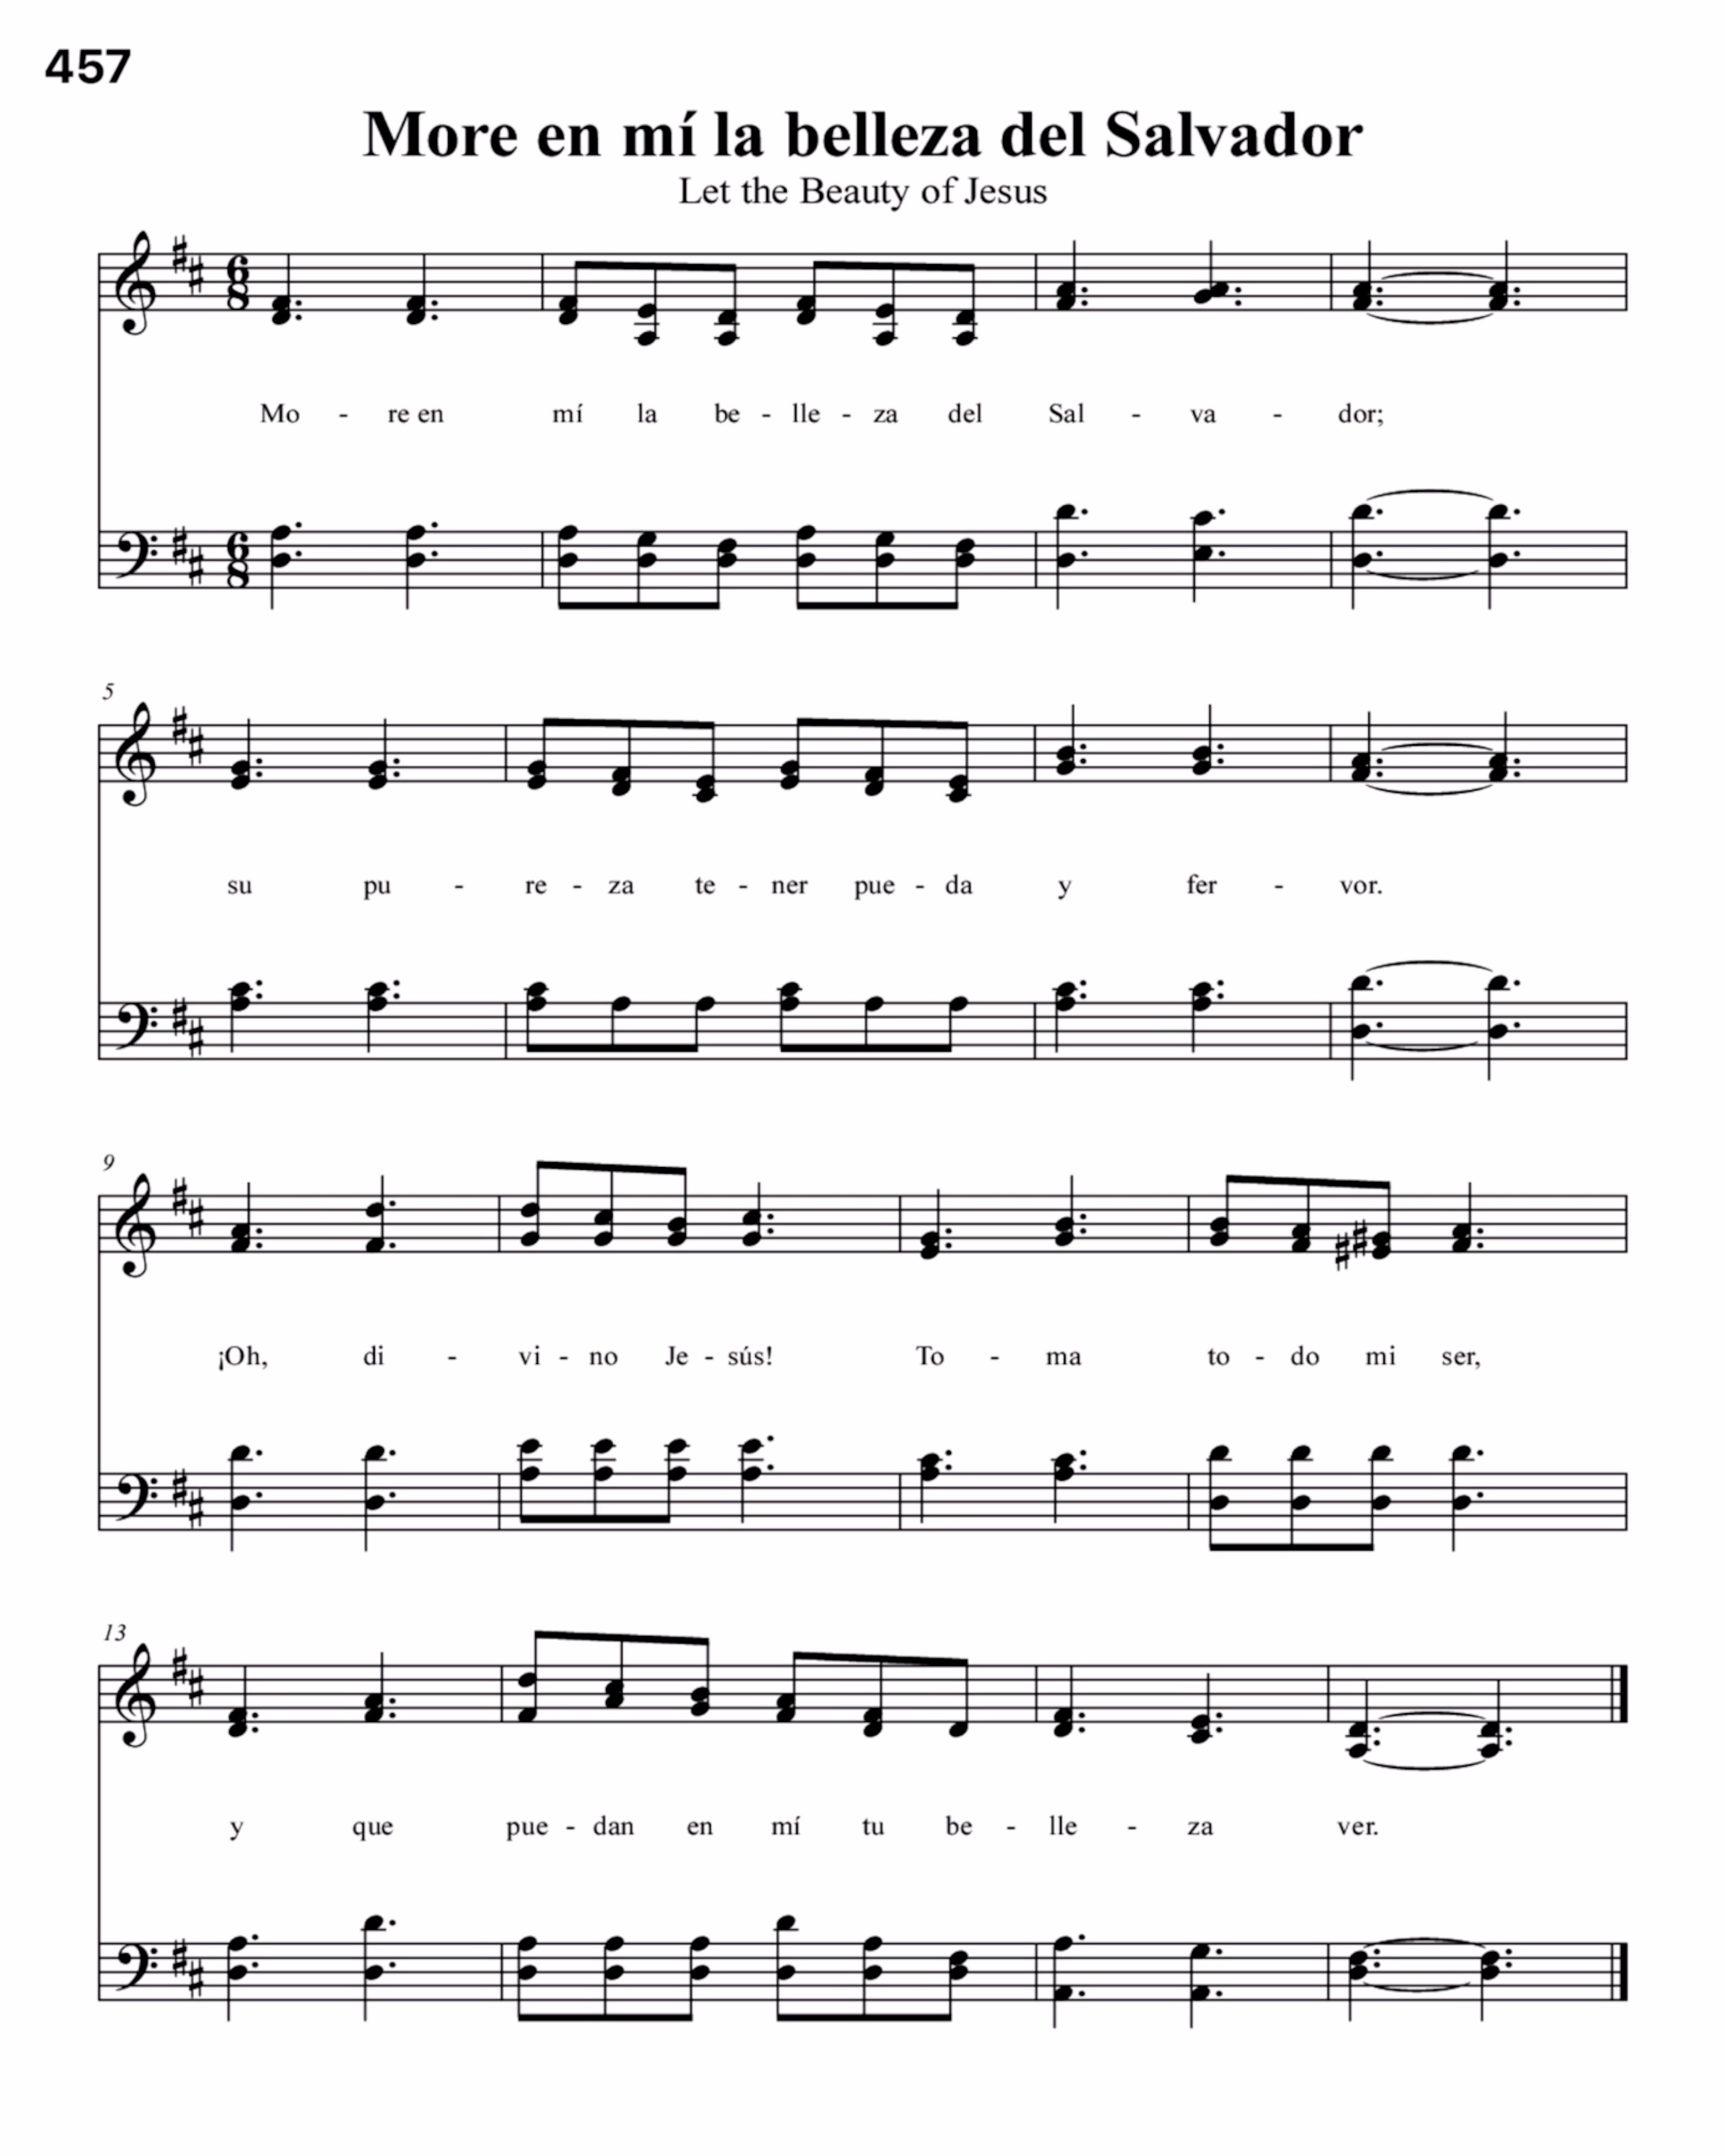 457
More en mí la belleza del Salvador
Let the Beauty of Jesus
6 8
Mo - re en mí la be - lle - za del Sal - va - dor;
6 8
5
su pu - re - za te - ner pue - da y fer - vor.
9
¡Oh, di - vi - no Je - sús! To - ma to - do mi ser,
13
y que pue - dan en mí tu be - lle - za ver.